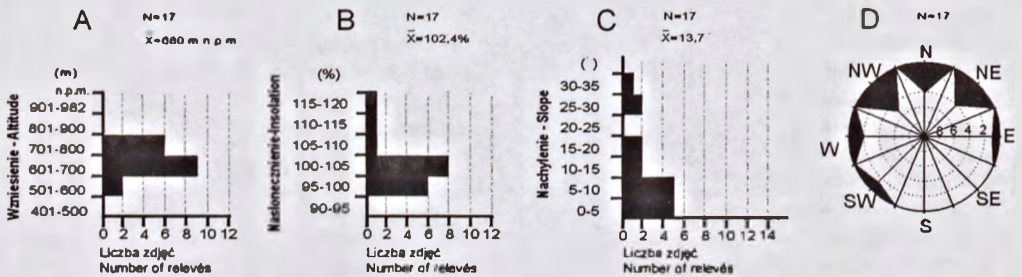 A
N=17
X̄=680 m n p m
(m)
n.p.m.
Wzniesienie - Altitude
901-982
801-900
701-800
601-700
501-600
401-500
0 2 4 6 8 10 12
Liczba zdjęć
Number of relevés
B
N=17
X̄=102,4%
(%)
Nasłonecznienie-Insolation
115-120
110-115
105-110
100-105
95-100
90-95
0 2 4 6 8 10 12
Liczba zdjęć
Number of relevés
C
N=17
X̄=13,7
(°)
Nachylenie - Slope
30-35
25-30
20-25
10-15
5-10
0-5
0 2 4 6 8 10 12 14
Liczba zdjęć
Number of relevés
D
N=17
N
NW NE
8 6 4 2
W E
SW SE
S